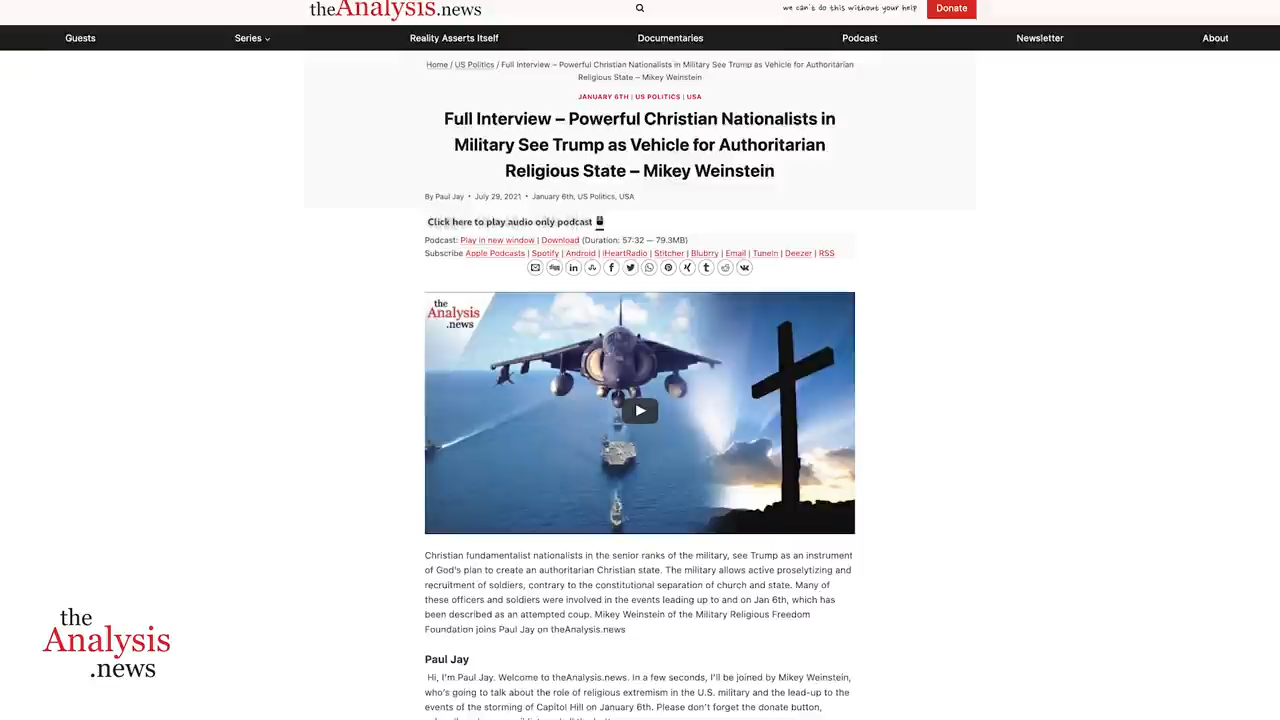 theAnalysis.news
we can't do this without your help
Donate
Guests
Series
Reality Asserts Itself
Documentaries
Podcast
Newsletter
About
Home / US Politics / Full Interview – Powerful Christian Nationalists in Military See Trump as Vehicle for Authoritarian
Religious State – Mikey Weinstein
JANUARY 6TH | US POLITICS | USA
Full Interview – Powerful Christian Nationalists in
Military See Trump as Vehicle for Authoritarian
Religious State – Mikey Weinstein
By Paul Jay • July 29, 2021 • January 6th, US Politics, USA
Click here to play audio only podcast
Podcast: Play in new window | Download (Duration: 57:32 — 79.3MB)
Subscribe Apple Podcasts | Spotify | Android | iHeartRadio | Stitcher | Blubrry | Email | TuneIn | Deezer | RSS
the
Analysis
.news
Christian fundamentalist nationalists in the senior ranks of the military, see Trump as an instrument
of God's plan to create an authoritarian Christian state. The military allows active proselytizing and
recruitment of soldiers, contrary to the constitutional separation of church and state. Many of
these officers and soldiers were involved in the events leading up to and on Jan 6th, which has
been described as an attempted coup. Mikey Weinstein of the Military Religious Freedom
Foundation joins Paul Jay on theAnalysis.news
Paul Jay
Hi, I'm Paul Jay. Welcome to theAnalysis.news. In a few seconds, I'll be joined by Mikey Weinstein,
who's going to talk about the role of religious extremism in the U.S. military and the lead-up to the
events of the storming of Capitol Hill on January 6th. Please don't forget the donate button,
the
Analysis
.news